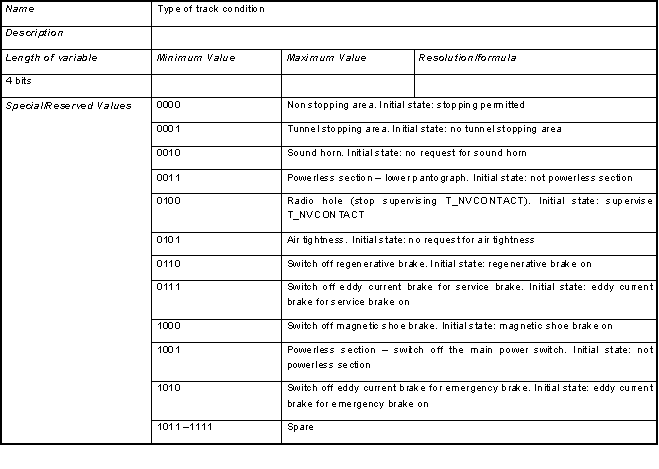 Name Type of track condition
Description
Length of variable Minimum Value Maximum Value Resolution/formula
4 bits
Special/Reserved Values 0000 Non stopping area. Initial state: stopping permitted
0001 Tunnel stopping area. Initial state: no tunnel stopping area
0010 Sound horn. Initial state: no request for sound horn
0011 Powerless section – lower pantograph. Initial state: not powerless section
0100 Radio hole (stop supervising T_NVCONTACT). Initial state: supervise
T_NVCONTACT
0101 Air tightness. Initial state: no request for air tightness
0110 Switch off regenerative brake. Initial state: regenerative brake on
0111 Switch off eddy current brake for service brake. Initial state: eddy current
brake for service brake on
1000 Switch off magnetic shoe brake. Initial state: magnetic shoe brake on
1001 Powerless section – switch off the main power switch. Initial state: not
powerless section
1010 Switch off eddy current brake for emergency brake. Initial state: eddy current
brake for emergency brake on
1011 –1111 Spare